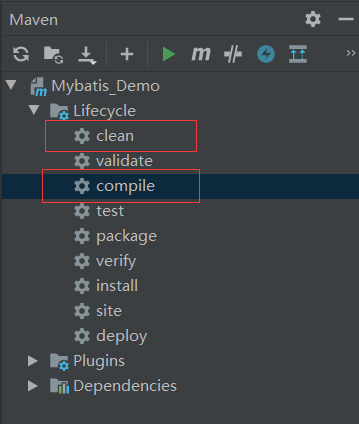 Maven
m
Mybatis_Demo
Lifecycle
clean
validate
compile
test
package
verify
install
site
deploy
Plugins
Dependencies